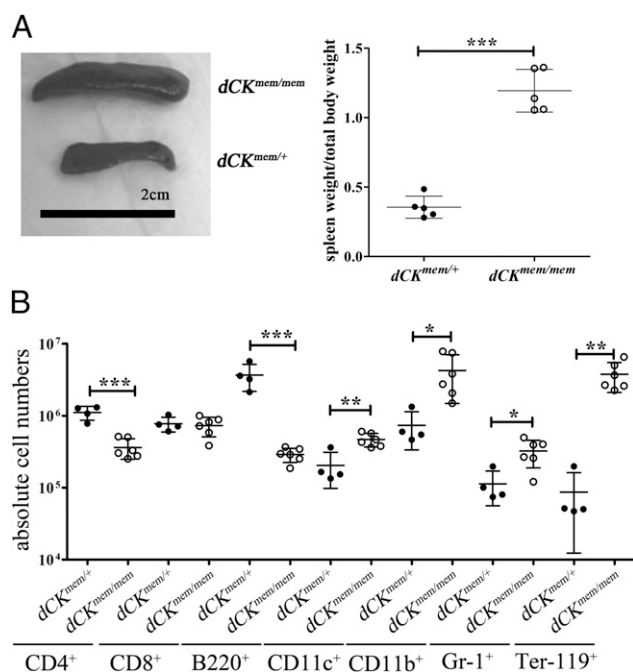 A
dCK^mem/mem
dCK^mem/+
2cm
spleen weight/total body weight
1.5
1.0
0.5
0.0
***
dCK^mem/+ dCK^mem/mem
B
absolute cell numbers
10^7
10^6
10^5
10^4
*** *** ** * * **
dCK^mem/+ dCK^mem/mem dCK^mem/+ dCK^mem/mem dCK^mem/+ dCK^mem/mem dCK^mem/+ dCK^mem/mem dCK^mem/+ dCK^mem/mem dCK^mem/+ dCK^mem/mem dCK^mem/+ dCK^mem/mem
CD4+ CD8+ B220+ CD11c+ CD11b+ Gr-1+ Ter-119+